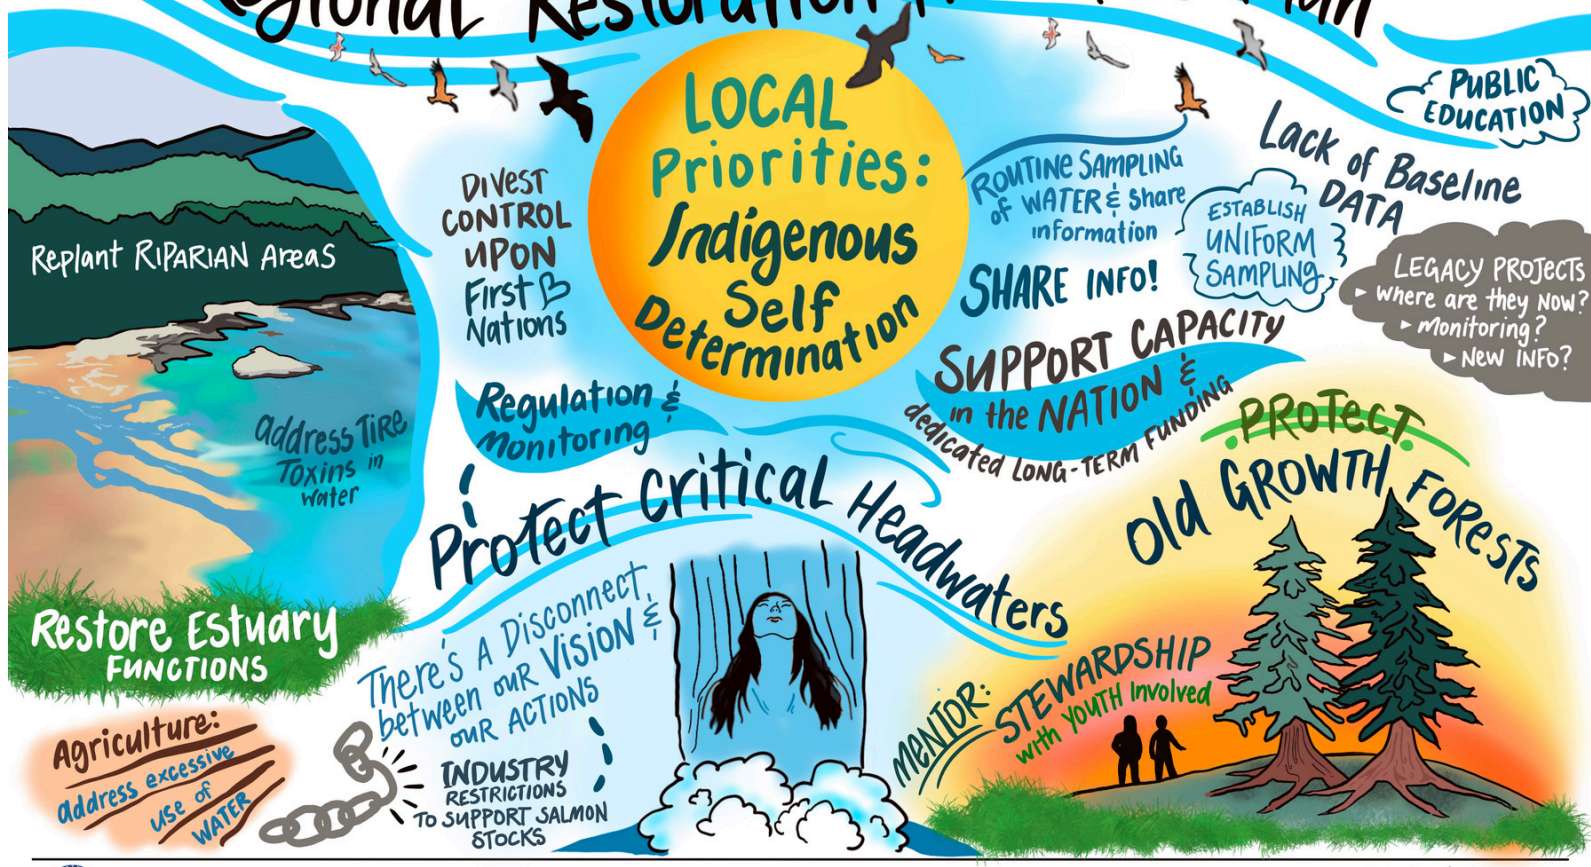 Regional Restoration
LOCAL
Priorities:
Indigenous
Self
Determination
PUBLIC
EDUCATION
Lack of Baseline
DATA
ROUTINE SAMPLING
of WATER & Share
information
ESTABLISH
UNIFORM
SAMPLING
SHARE INFO!
LEGACY PROJECTS
▸ Where are they NOW?
▸ monitoring?
▸ NEW INFO?
DIVEST
CONTROL
UPON
First
Nations
Replant RIPARIAN AreaS
Regulation &
monitoring
SUPPORT CAPACITY
in the NATION &
dedicated LONG-TERM FUNDING
address TIRE
Toxins in
water
PROTECT
Old GROWTH FORESTS
Protect Critical Headwaters
Restore Estuary
FUNCTIONS
There's A Disconnect,
between our VISION &
our ACTIONS
MENTOR:
STEWARDSHIP
with YOUTH Involved
Agriculture:
address excessive
use of
WATER
INDUSTRY
RESTRICTIONS
TO SUPPORT SALMON
STOCKS